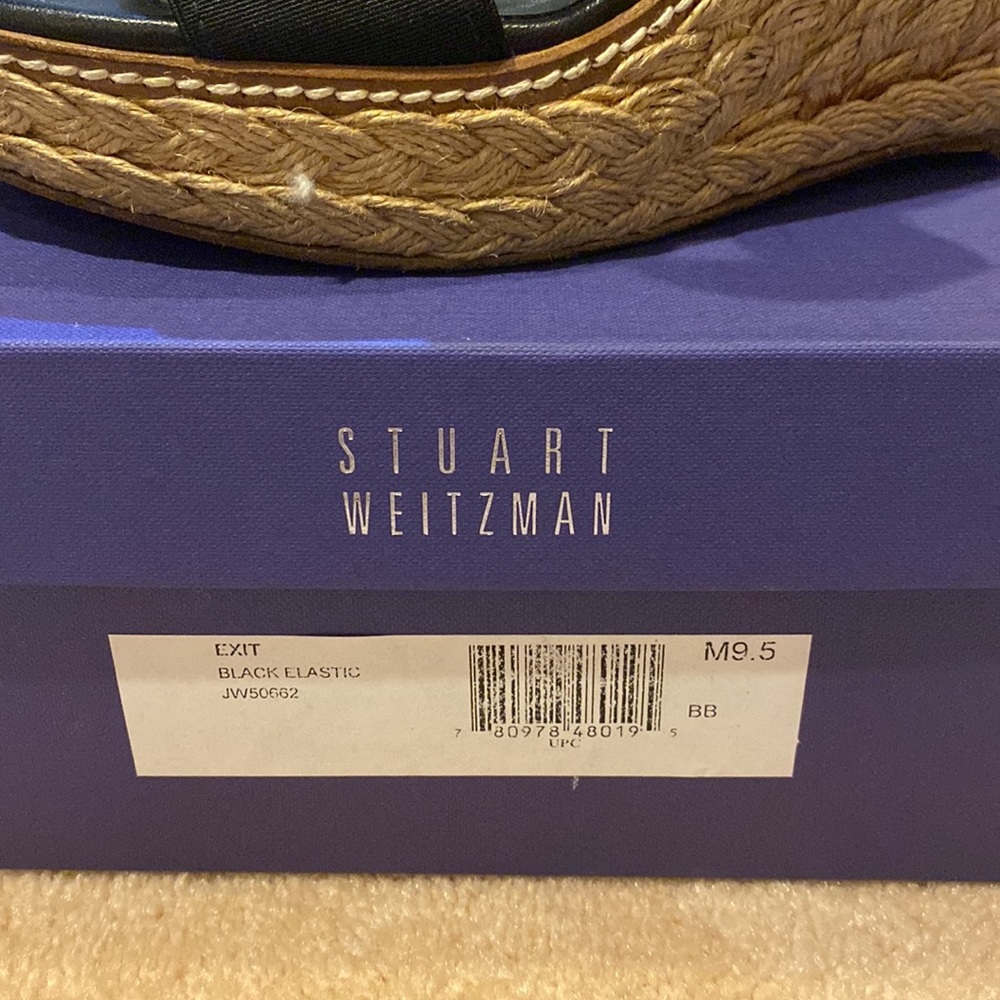 STUART
WEITZMAN
EXIT
BLACK ELASTIC
JW50662
M9.5
BB
7 80978 48019 5
UPC